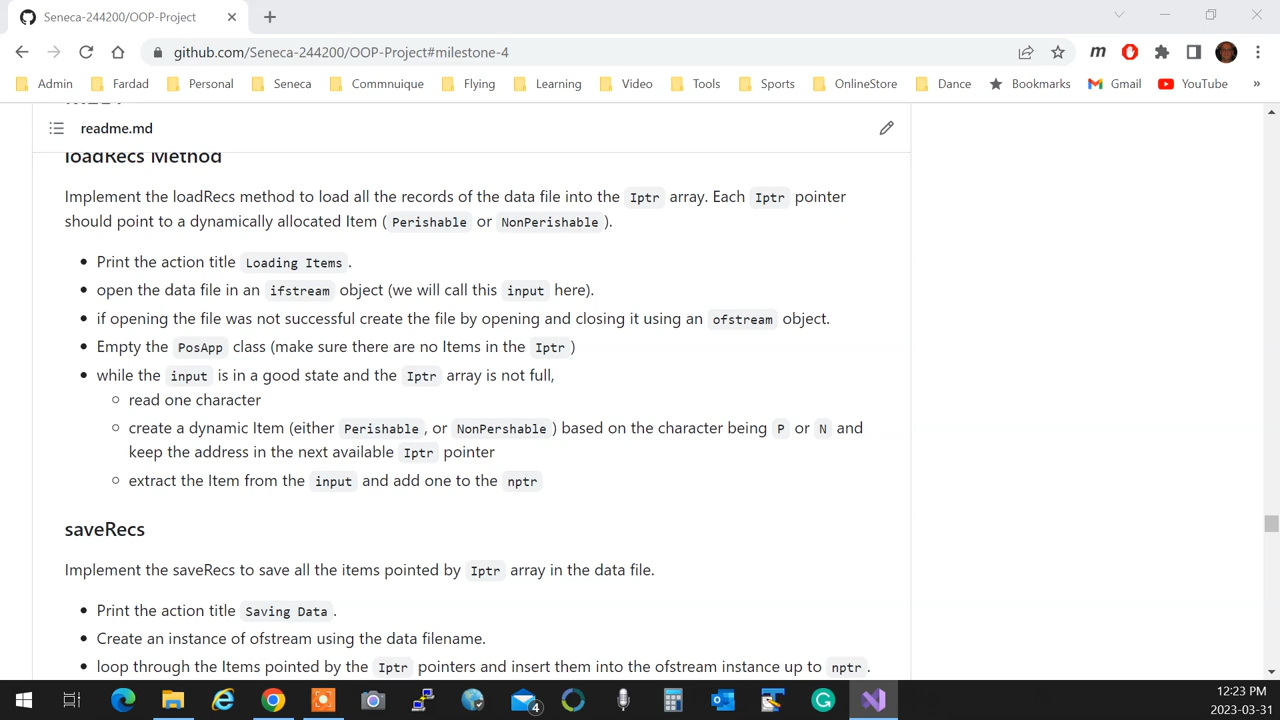 Seneca-244200/OOP-Project
github.com/Seneca-244200/OOP-Project#milestone-4
Admin Fardad Personal Seneca Commnuique Flying Learning Video Tools Sports OnlineStore Dance Bookmarks Gmail YouTube »
readme.md
loadRecs Method
Implement the loadRecs method to load all the records of the data file into the Iptr array. Each Iptr pointer
should point to a dynamically allocated Item ( Perishable or NonPerishable ).
Print the action title Loading Items .
open the data file in an ifstream object (we will call this input here).
if opening the file was not successful create the file by opening and closing it using an ofstream object.
Empty the PosApp class (make sure there are no Items in the Iptr )
while the input is in a good state and the Iptr array is not full,
read one character
create a dynamic Item (either Perishable , or NonPershable ) based on the character being P or N and
keep the address in the next available Iptr pointer
extract the Item from the input and add one to the nptr
saveRecs
Implement the saveRecs to save all the items pointed by Iptr array in the data file.
Print the action title Saving Data .
Create an instance of ofstream using the data filename.
loop through the Items pointed by the Iptr pointers and insert them into the ofstream instance up to nptr .
4
12:23 PM
2023-03-31